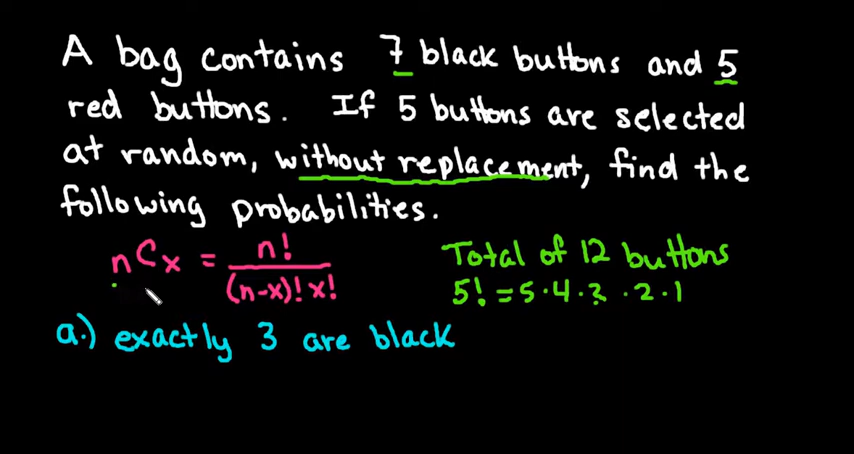 A bag contains 7 black buttons and 5
red buttons. If 5 buttons are selected
at random, without replacement, find the
following probabilities.
nCx = n! / (n-x)! x!
Total of 12 buttons
5! = 5 · 4 · 3 · 2 · 1
a.) exactly 3 are black